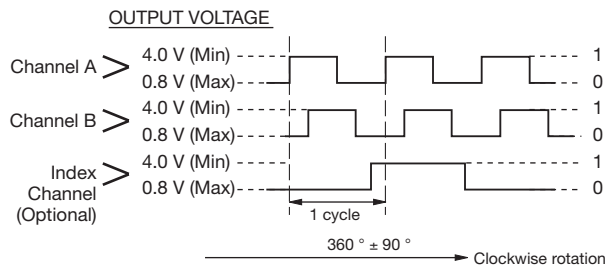 OUTPUT VOLTAGE
Channel A > 4.0 V (Min) 1
0.8 V (Max) 0
Channel B > 4.0 V (Min) 1
0.8 V (Max) 0
Index
Channel
(Optional) > 4.0 V (Min) 1
0.8 V (Max) 0
1 cycle
360 ° ± 90 °
Clockwise rotation